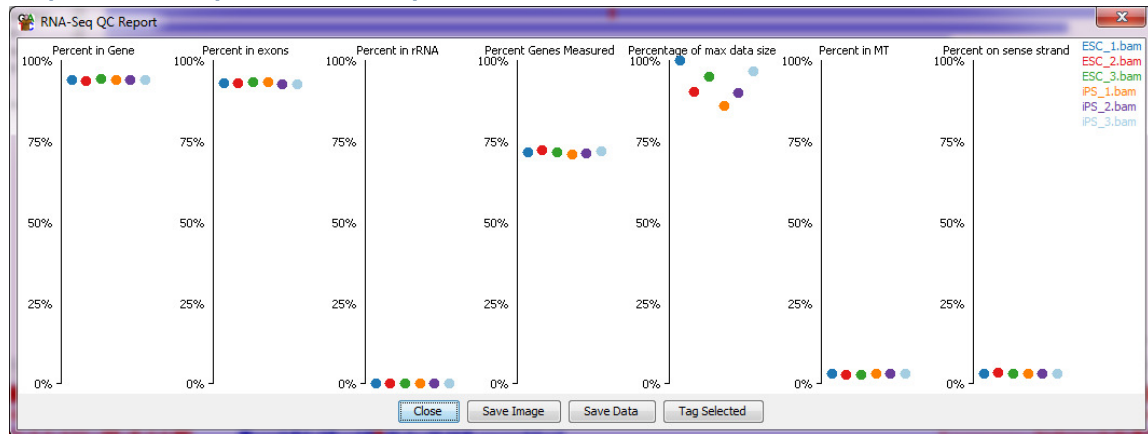 RNA-Seq QC Report
Percent in Gene
100%
75%
50%
25%
0%
Percent in exons
100%
75%
50%
25%
0%
Percent in rRNA
100%
75%
50%
25%
0%
Percent Genes Measured
100%
75%
50%
25%
0%
Percentage of max data size
100%
75%
50%
25%
0%
Percent in MT
100%
75%
50%
25%
0%
Percent on sense strand
100%
75%
50%
25%
0%
ESC_1.bam
ESC_2.bam
ESC_3.bam
iPS_1.bam
iPS_2.bam
iPS_3.bam
Close Save Image Save Data Tag Selected